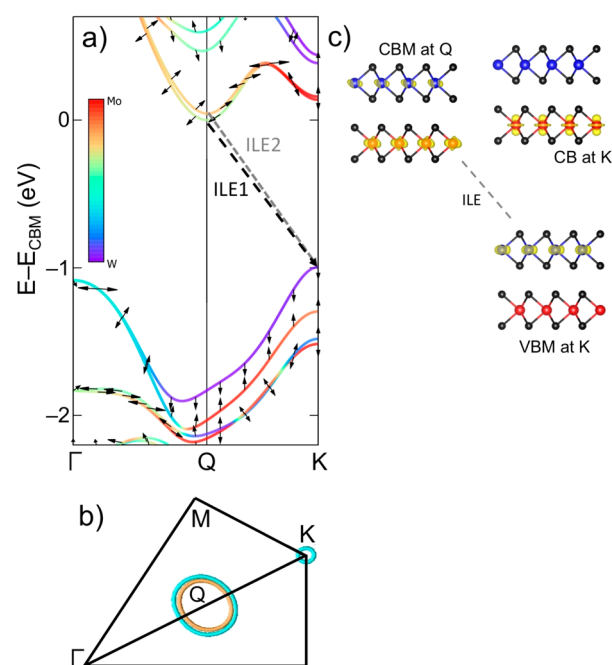 a)
Mo
W
E−E_CBM (eV)
0
−1
−2
ILE2
ILE1
Γ
Q
K
b)
M
K
Q
Γ
c)
CBM at Q
CB at K
ILE
VBM at K